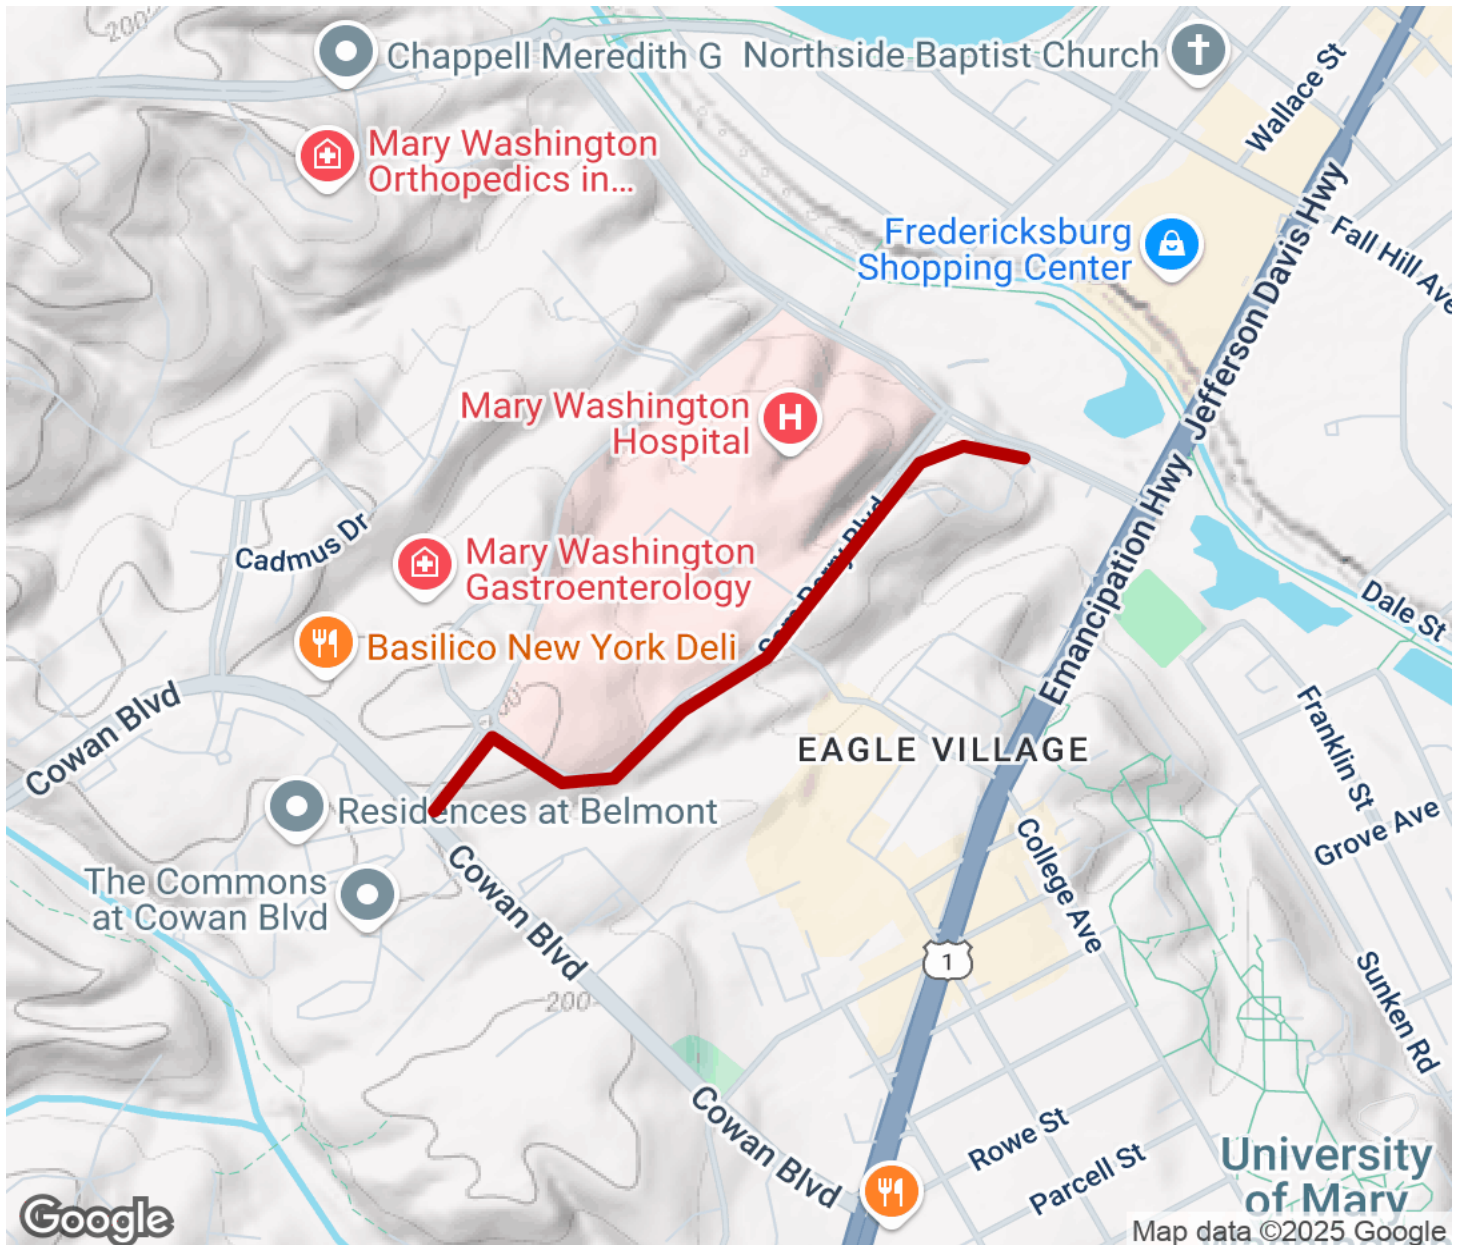 200'
Chappell Meredith G
Northside Baptist Church
Wallace St
Mary Washington
Orthopedics in...
Jefferson Davis Hwy
Fredericksburg
Shopping Center
Fall Hill Ave
Mary Washington
Hospital
H
Cadmus Dr
Mary Washington
Gastroenterology
Emancipation Hwy
Dale St
Basilico New York Deli
Cowan Blvd
EAGLE VILLAGE
Franklin St
Residences at Belmont
Grove Ave
College Ave
Cowan Blvd
The Commons
at Cowan Blvd
1
200
Sunken Rd
Cowan Blvd
Rowe St
Parcell St
University
of Mary
Google
Map data ©2025 Google